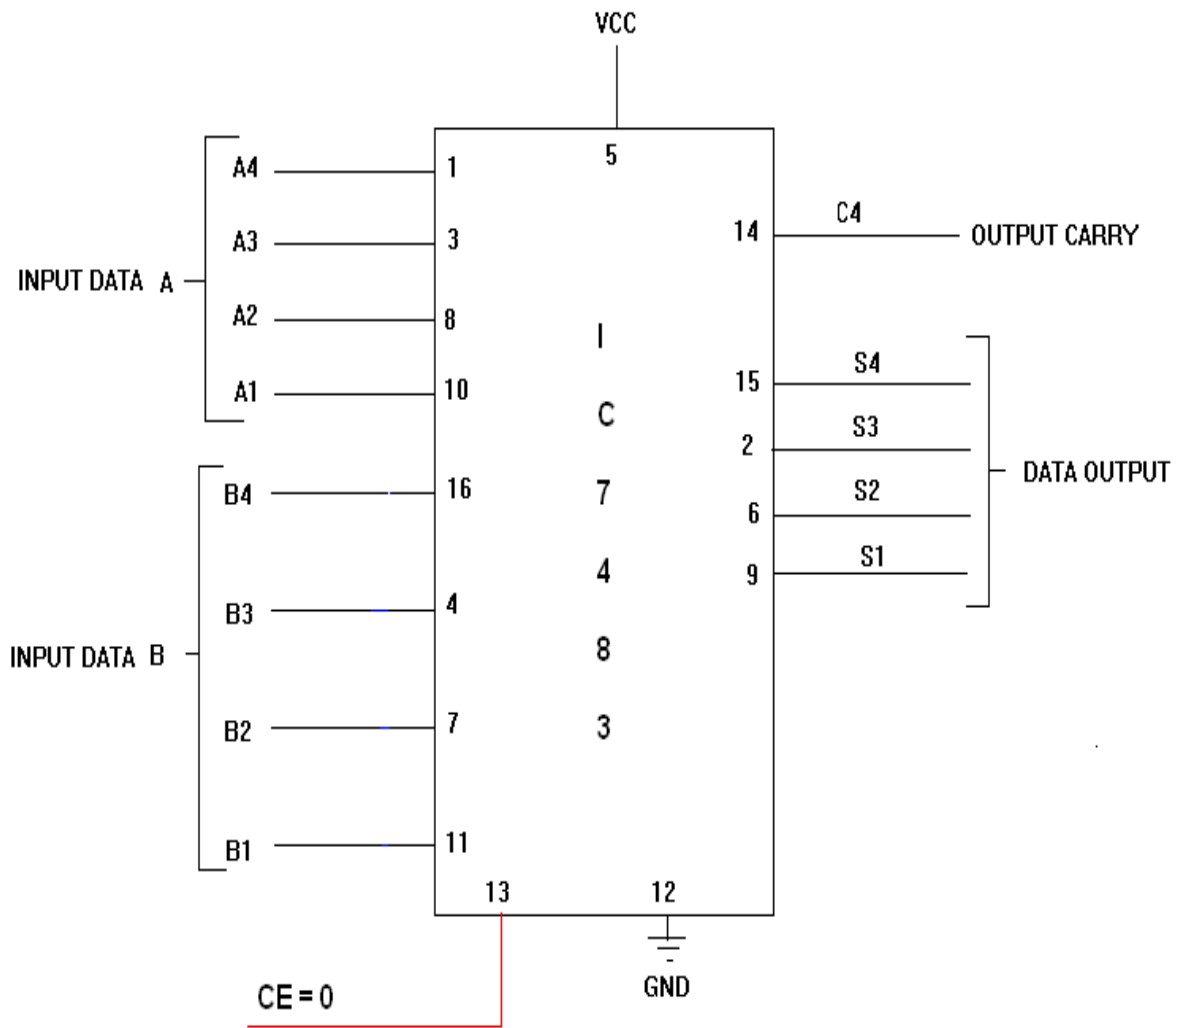 VCC
5
A4 1
A3 3
INPUT DATA A
A2 8
A1 10
14 C4 OUTPUT CARRY
I
C
7
4
8
3
15 S4
2 S3
DATA OUTPUT
6 S2
9 S1
B4 16
B3 4
INPUT DATA B
B2 7
B1 11
13 12
CE = 0
GND